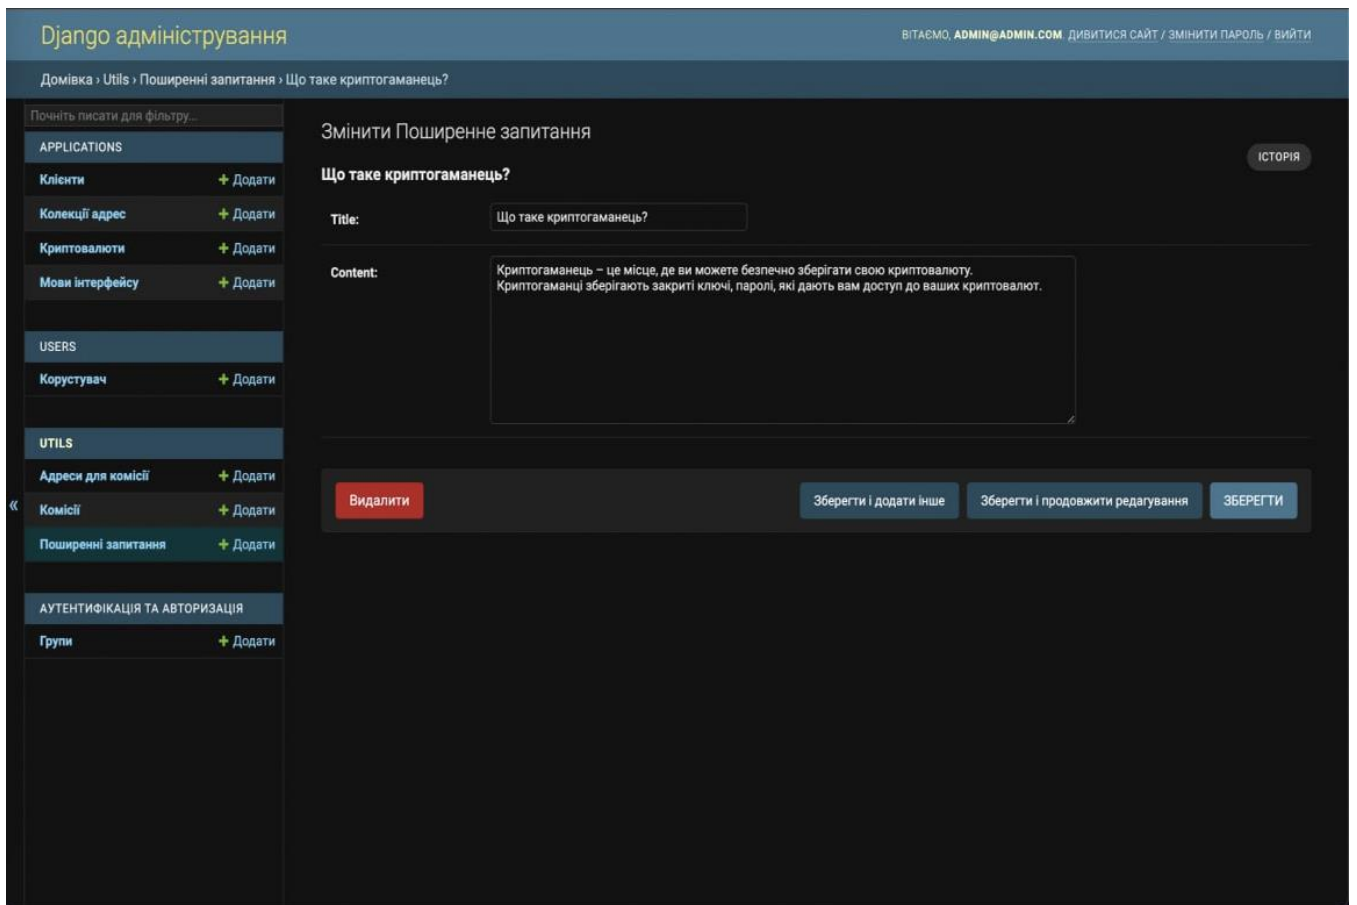 Django адміністрування
ВІТАЄМО, ADMIN@ADMIN.COM. ДИВИТИСЯ САЙТ / ЗМІНИТИ ПАРОЛЬ / ВИЙТИ
Домівка › Utils › Поширенні запитання › Що таке криптогаманець?
Почніть писати для фільтру...
APPLICATIONS
Клієнти + Додати
Колекції адрес + Додати
Криптовалюти + Додати
Мови інтерфейсу + Додати
USERS
Корустувач + Додати
UTILS
Адреси для комісії + Додати
Комісії + Додати
Поширенні запитання + Додати
АУТЕНТИФІКАЦІЯ ТА АВТОРИЗАЦІЯ
Групи + Додати
«
Змінити Поширенне запитання
ІСТОРІЯ
Що таке криптогаманець?
Title: Що таке криптогаманець?
Content: Криптогаманець – це місце, де ви можете безпечно зберігати свою криптовалюту.
Криптогаманці зберігають закриті ключі, паролі, які дають вам доступ до ваших криптовалют.
Видалити
Зберегти і додати інше
Зберегти і продовжити редагування
ЗБЕРЕГТИ